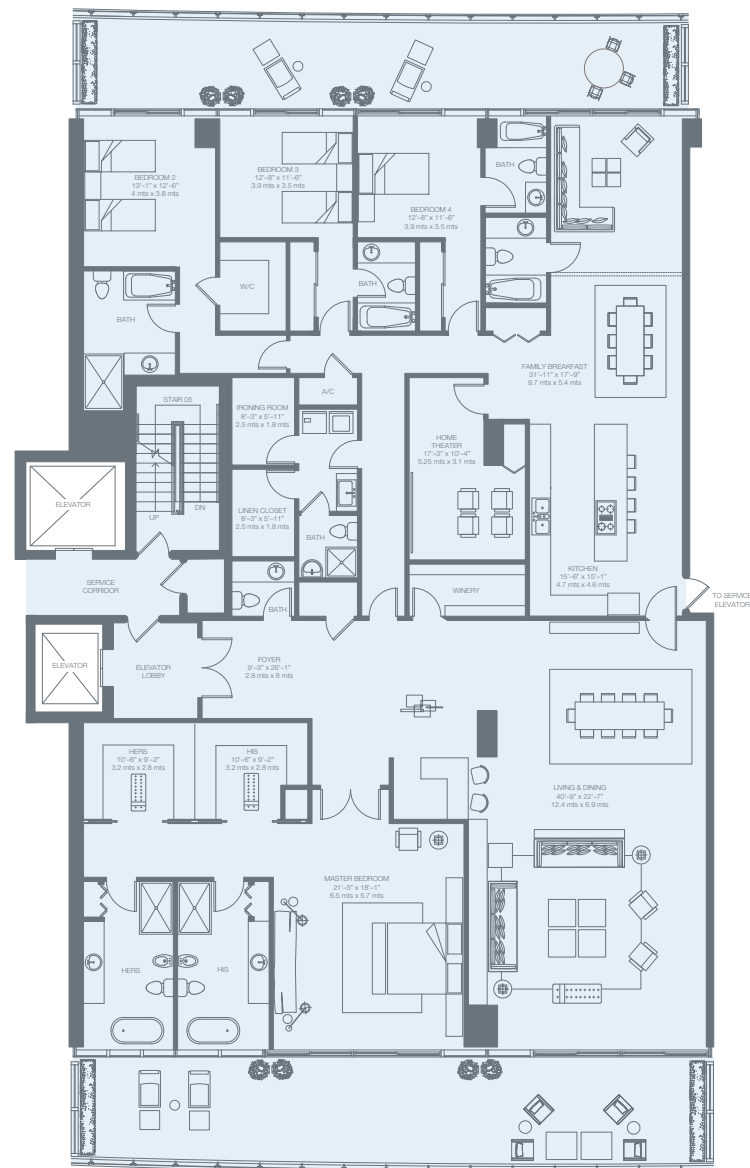 BEDROOM 2
13'–1" x 12'–6"
4 mts x 3.8 mts
BEDROOM 3
12'–8" x 11'–6"
3.9 mts x 3.5 mts
BEDROOM 4
12'–8" x 11'–6"
3.9 mts x 3.5 mts
BATH
W/C
BATH
BATH
FAMILY BREAKFAST
31'–11" x 17'–9"
9.7 mts x 5.4 mts
A/C
STAIR 05
IRONING ROOM
8'–3" x 5'–11"
2.5 mts x 1.8 mts
HOME
THEATER
17'–3" x 10'–4"
5.25 mts x 3.1 mts
ELEVATOR
UP
DN
LINEN CLOSET
8'–3" x 5'–11"
2.5 mts x 1.8 mts
BATH
KITCHEN
15'–6" x 15'–1"
4.7 mts x 4.6 mts
SERVICE
CORRIDOR
WINERY
BATH
TO SERVICE
ELEVATOR
ELEVATOR
ELEVATOR
LOBBY
FOYER
9'–3" x 26'–1"
2.8 mts x 8 mts
HERS
10'–6" x 9'–2"
3.2 mts x 2.8 mts
HIS
10'–6" x 9'–2"
3.2 mts x 2.8 mts
LIVING & DINING
40'–9" x 22'–7"
12.4 mts x 6.9 mts
MASTER BEDROOM
21'–5" x 18'–1"
6.5 mts x 5.7 mts
HERS
HIS